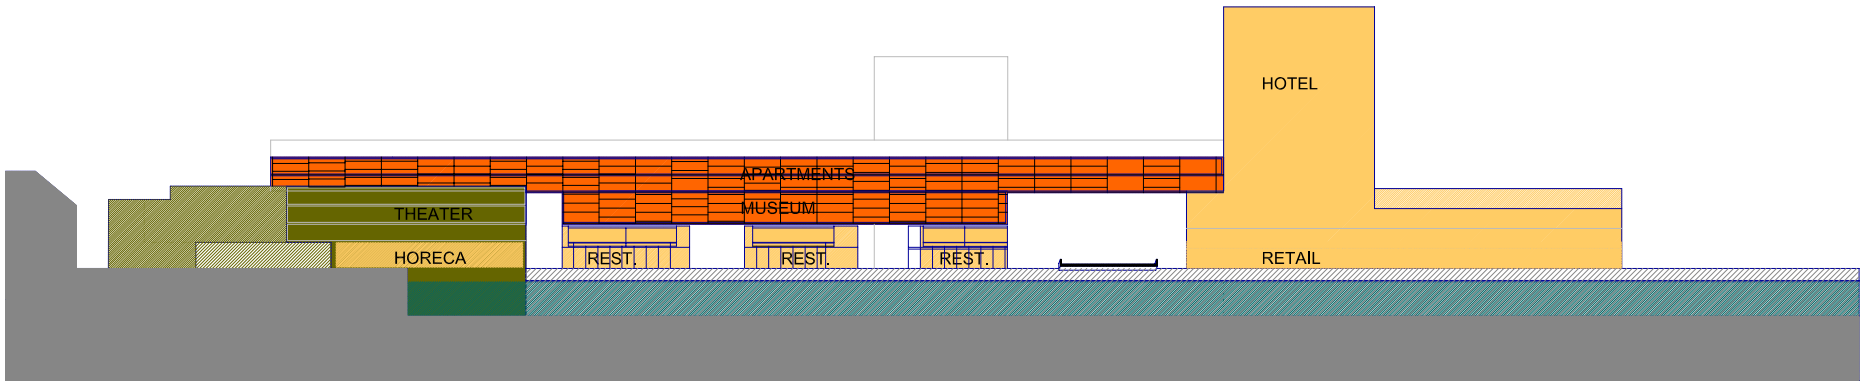 HOTEL
APARTMENTS
MUSEUM
THEATER
HORECA
REST.
REST.
REST.
RETAIL